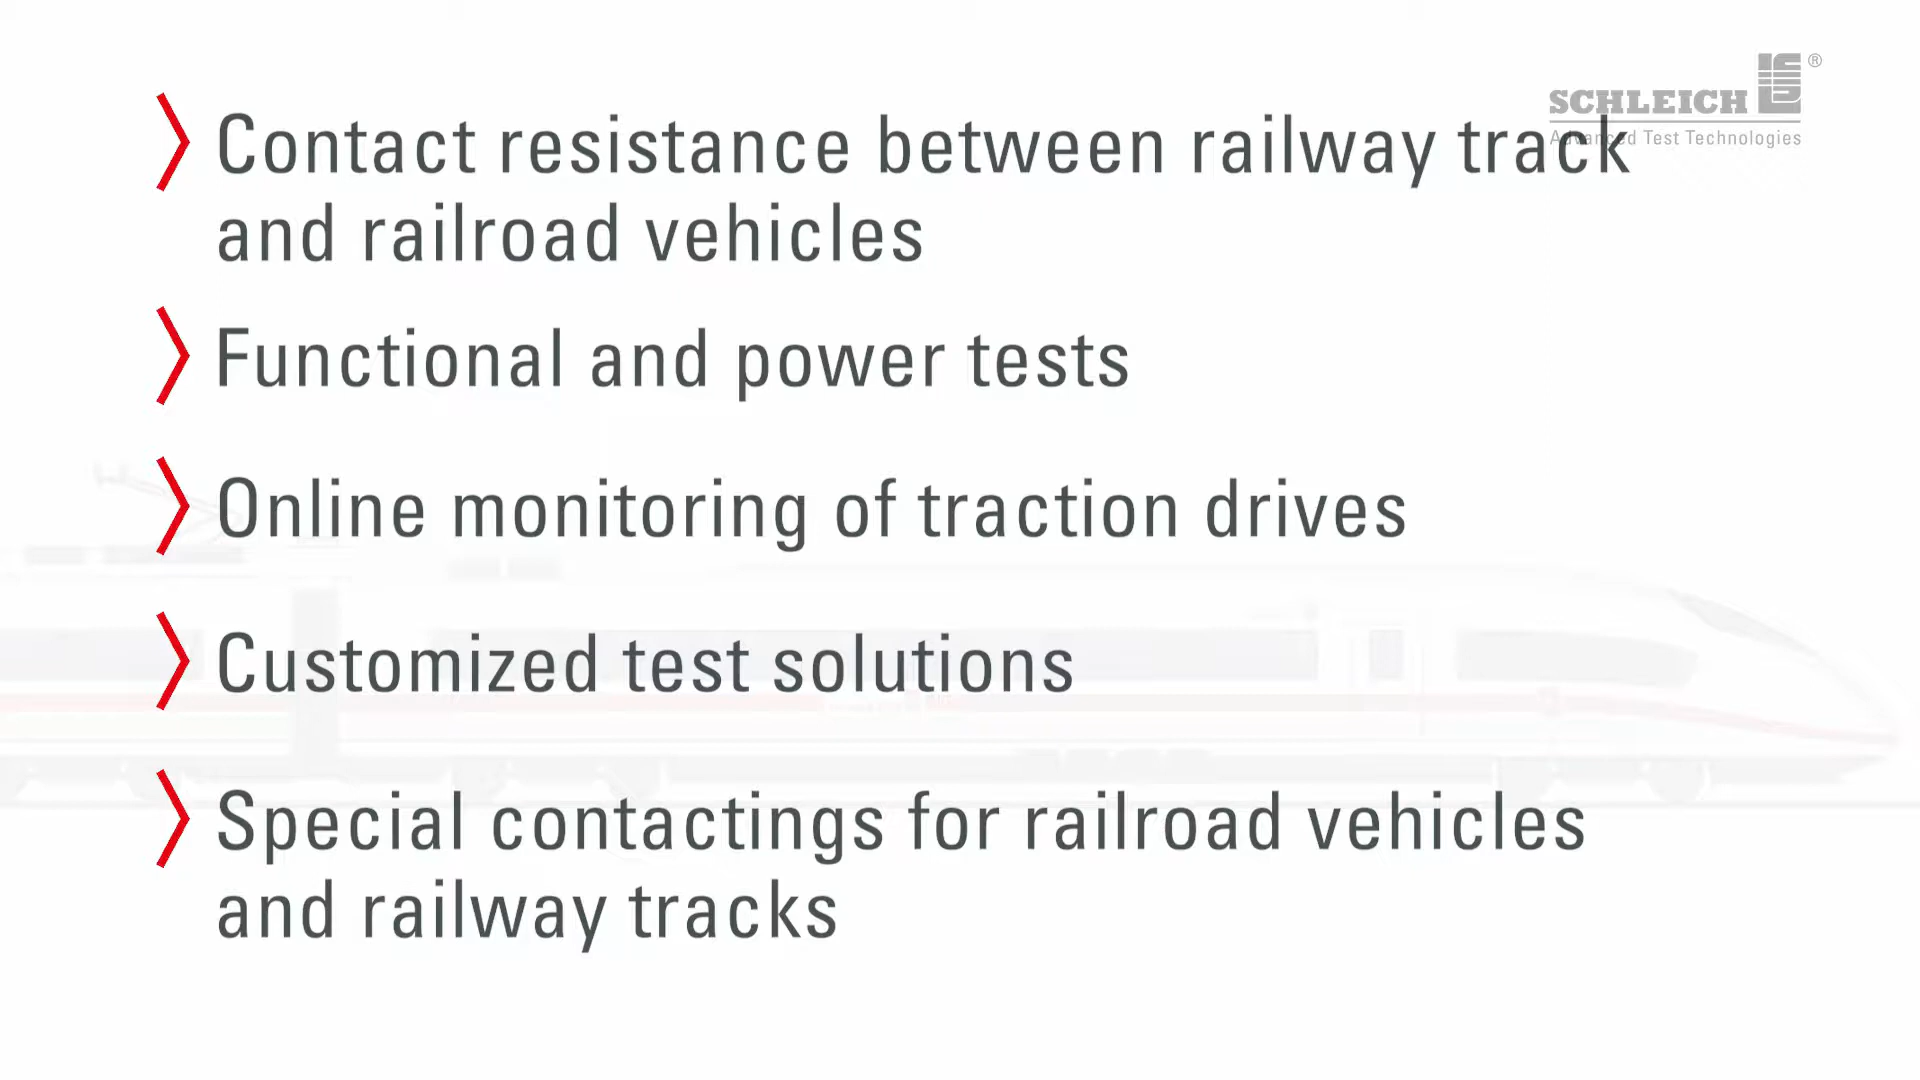 SCHLEICH ®
Advanced Test Technologies
Contact resistance between railway track
and railroad vehicles
Functional and power tests
Online monitoring of traction drives
Customized test solutions
Special contactings for railroad vehicles
and railway tracks